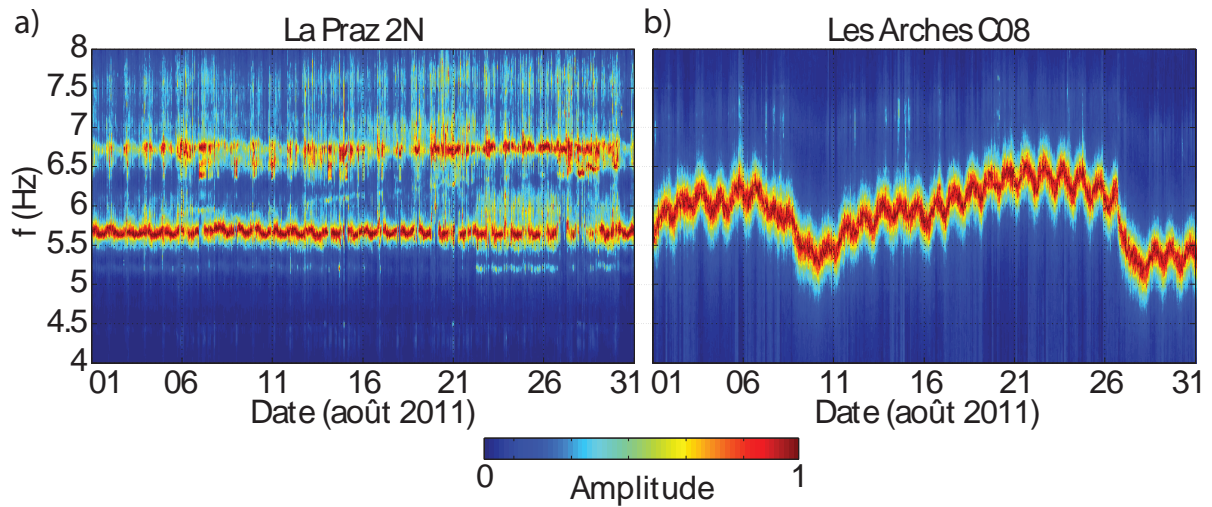 a)
La Praz 2N
b)
Les Arches C08
8
7.5
7
6.5
6
5.5
5
4.5
4
f (Hz)
01 06 11 16 21 26 31
01 06 11 16 21 26 31
Date (août 2011)
Date (août 2011)
0
1
Amplitude